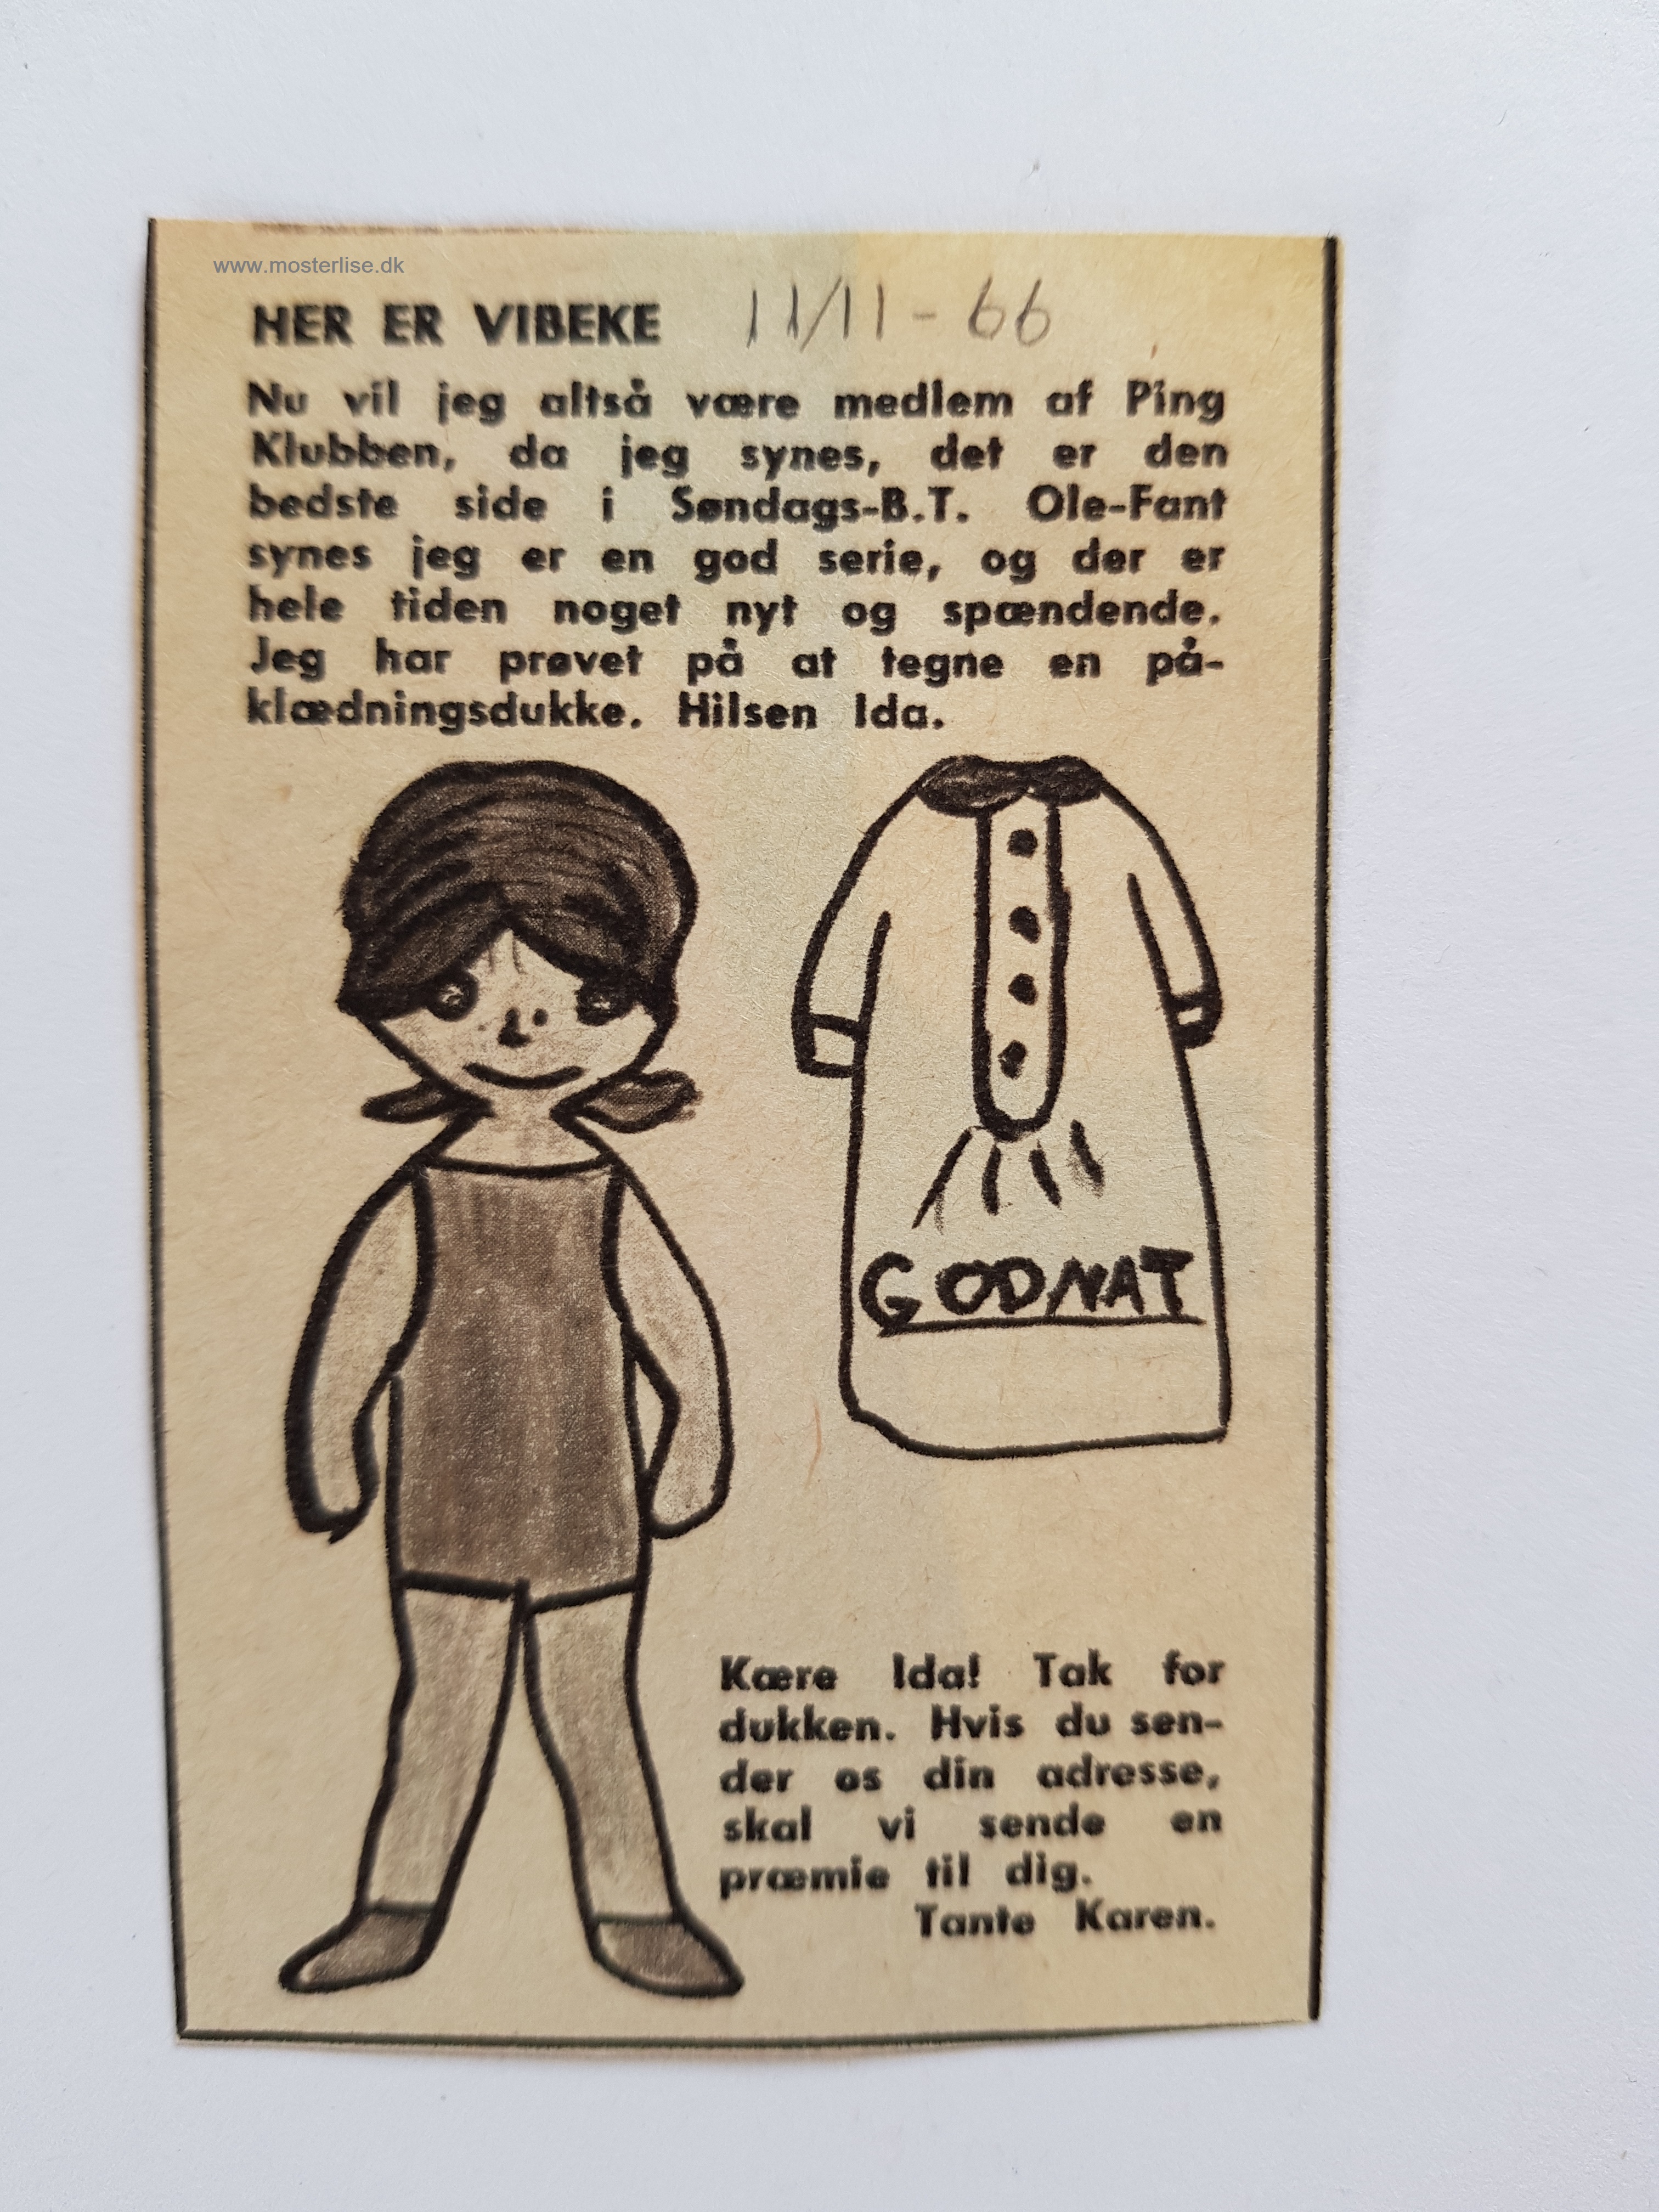 www.mosterlise.dk
HER ER VIBEKE 11/11 - 66
Nu vil jeg altså være medlem af Ping
Klubben, da jeg synes, det er den
bedste side i Søndags-B.T. Ole-Fant
synes jeg er en god serie, og der er
hele tiden noget nyt og spændende.
Jeg har prøvet på at tegne en på-
klædningsdukke. Hilsen Ida.
GODNAT
Kære Ida! Tak for
dukken. Hvis du sen-
der os din adresse,
skal vi sende en
præmie til dig.
Tante Karen.